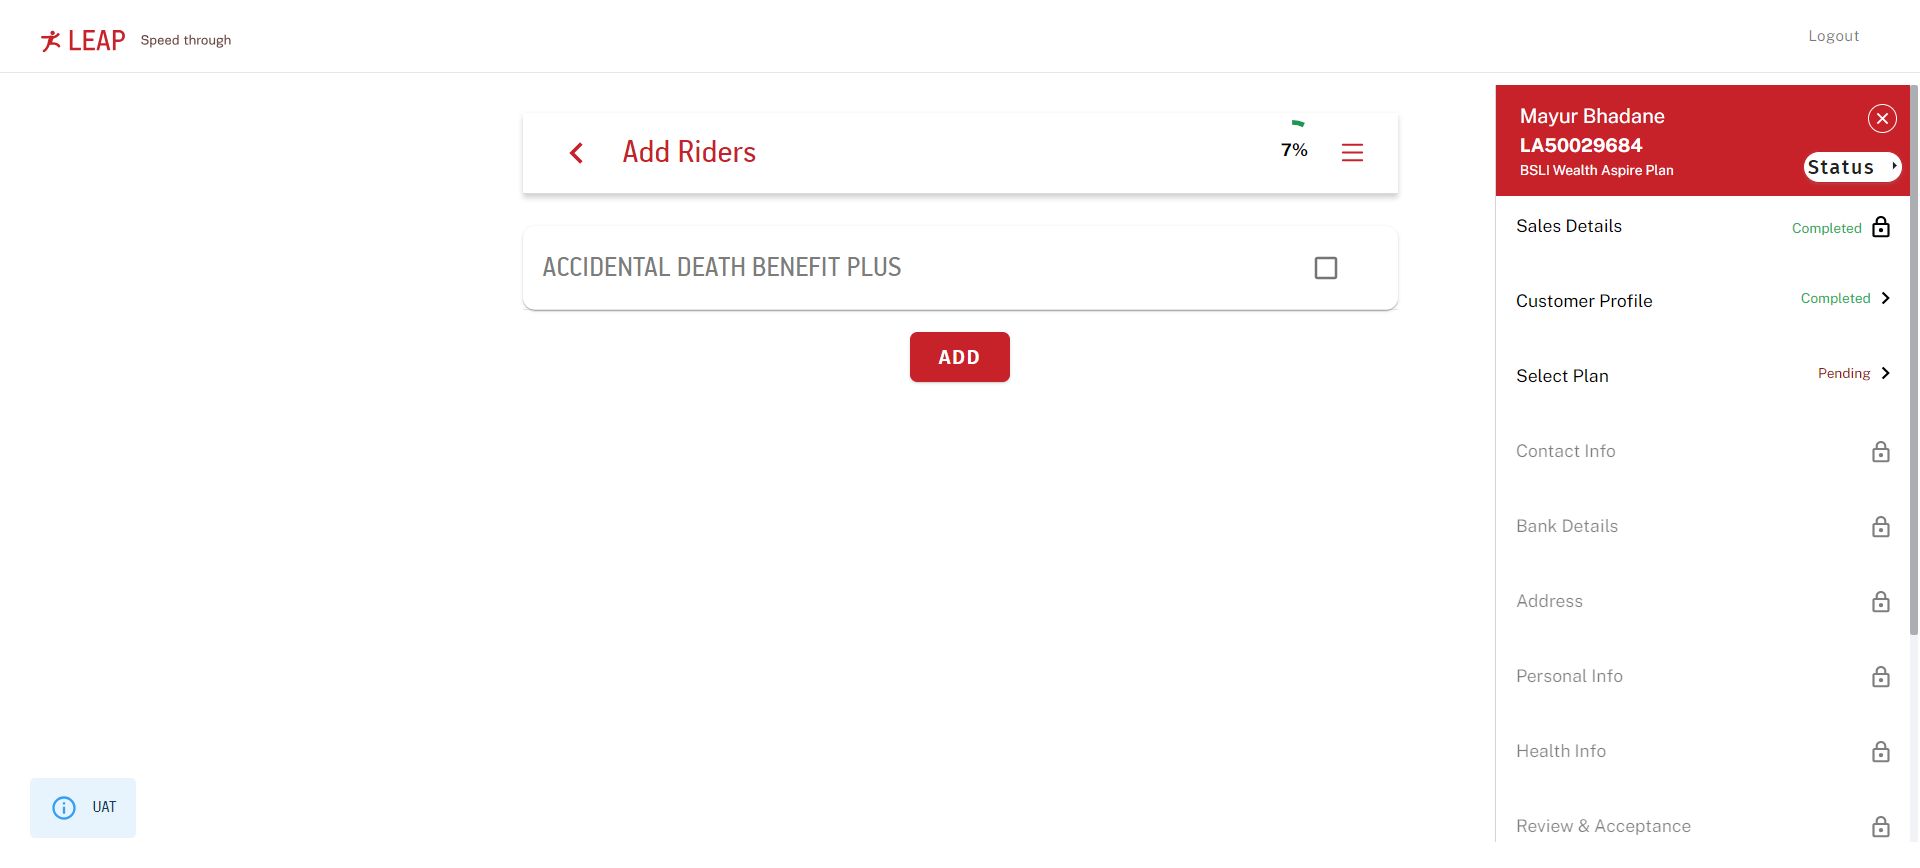 LEAP Speed through
Logout
Add Riders
7%
ACCIDENTAL DEATH BENEFIT PLUS
ADD
Mayur Bhadane
LA50029684
BSLI Wealth Aspire Plan
Status
Sales Details Completed
Customer Profile Completed
Select Plan Pending
Contact Info
Bank Details
Address
Personal Info
Health Info
Review & Acceptance
UAT